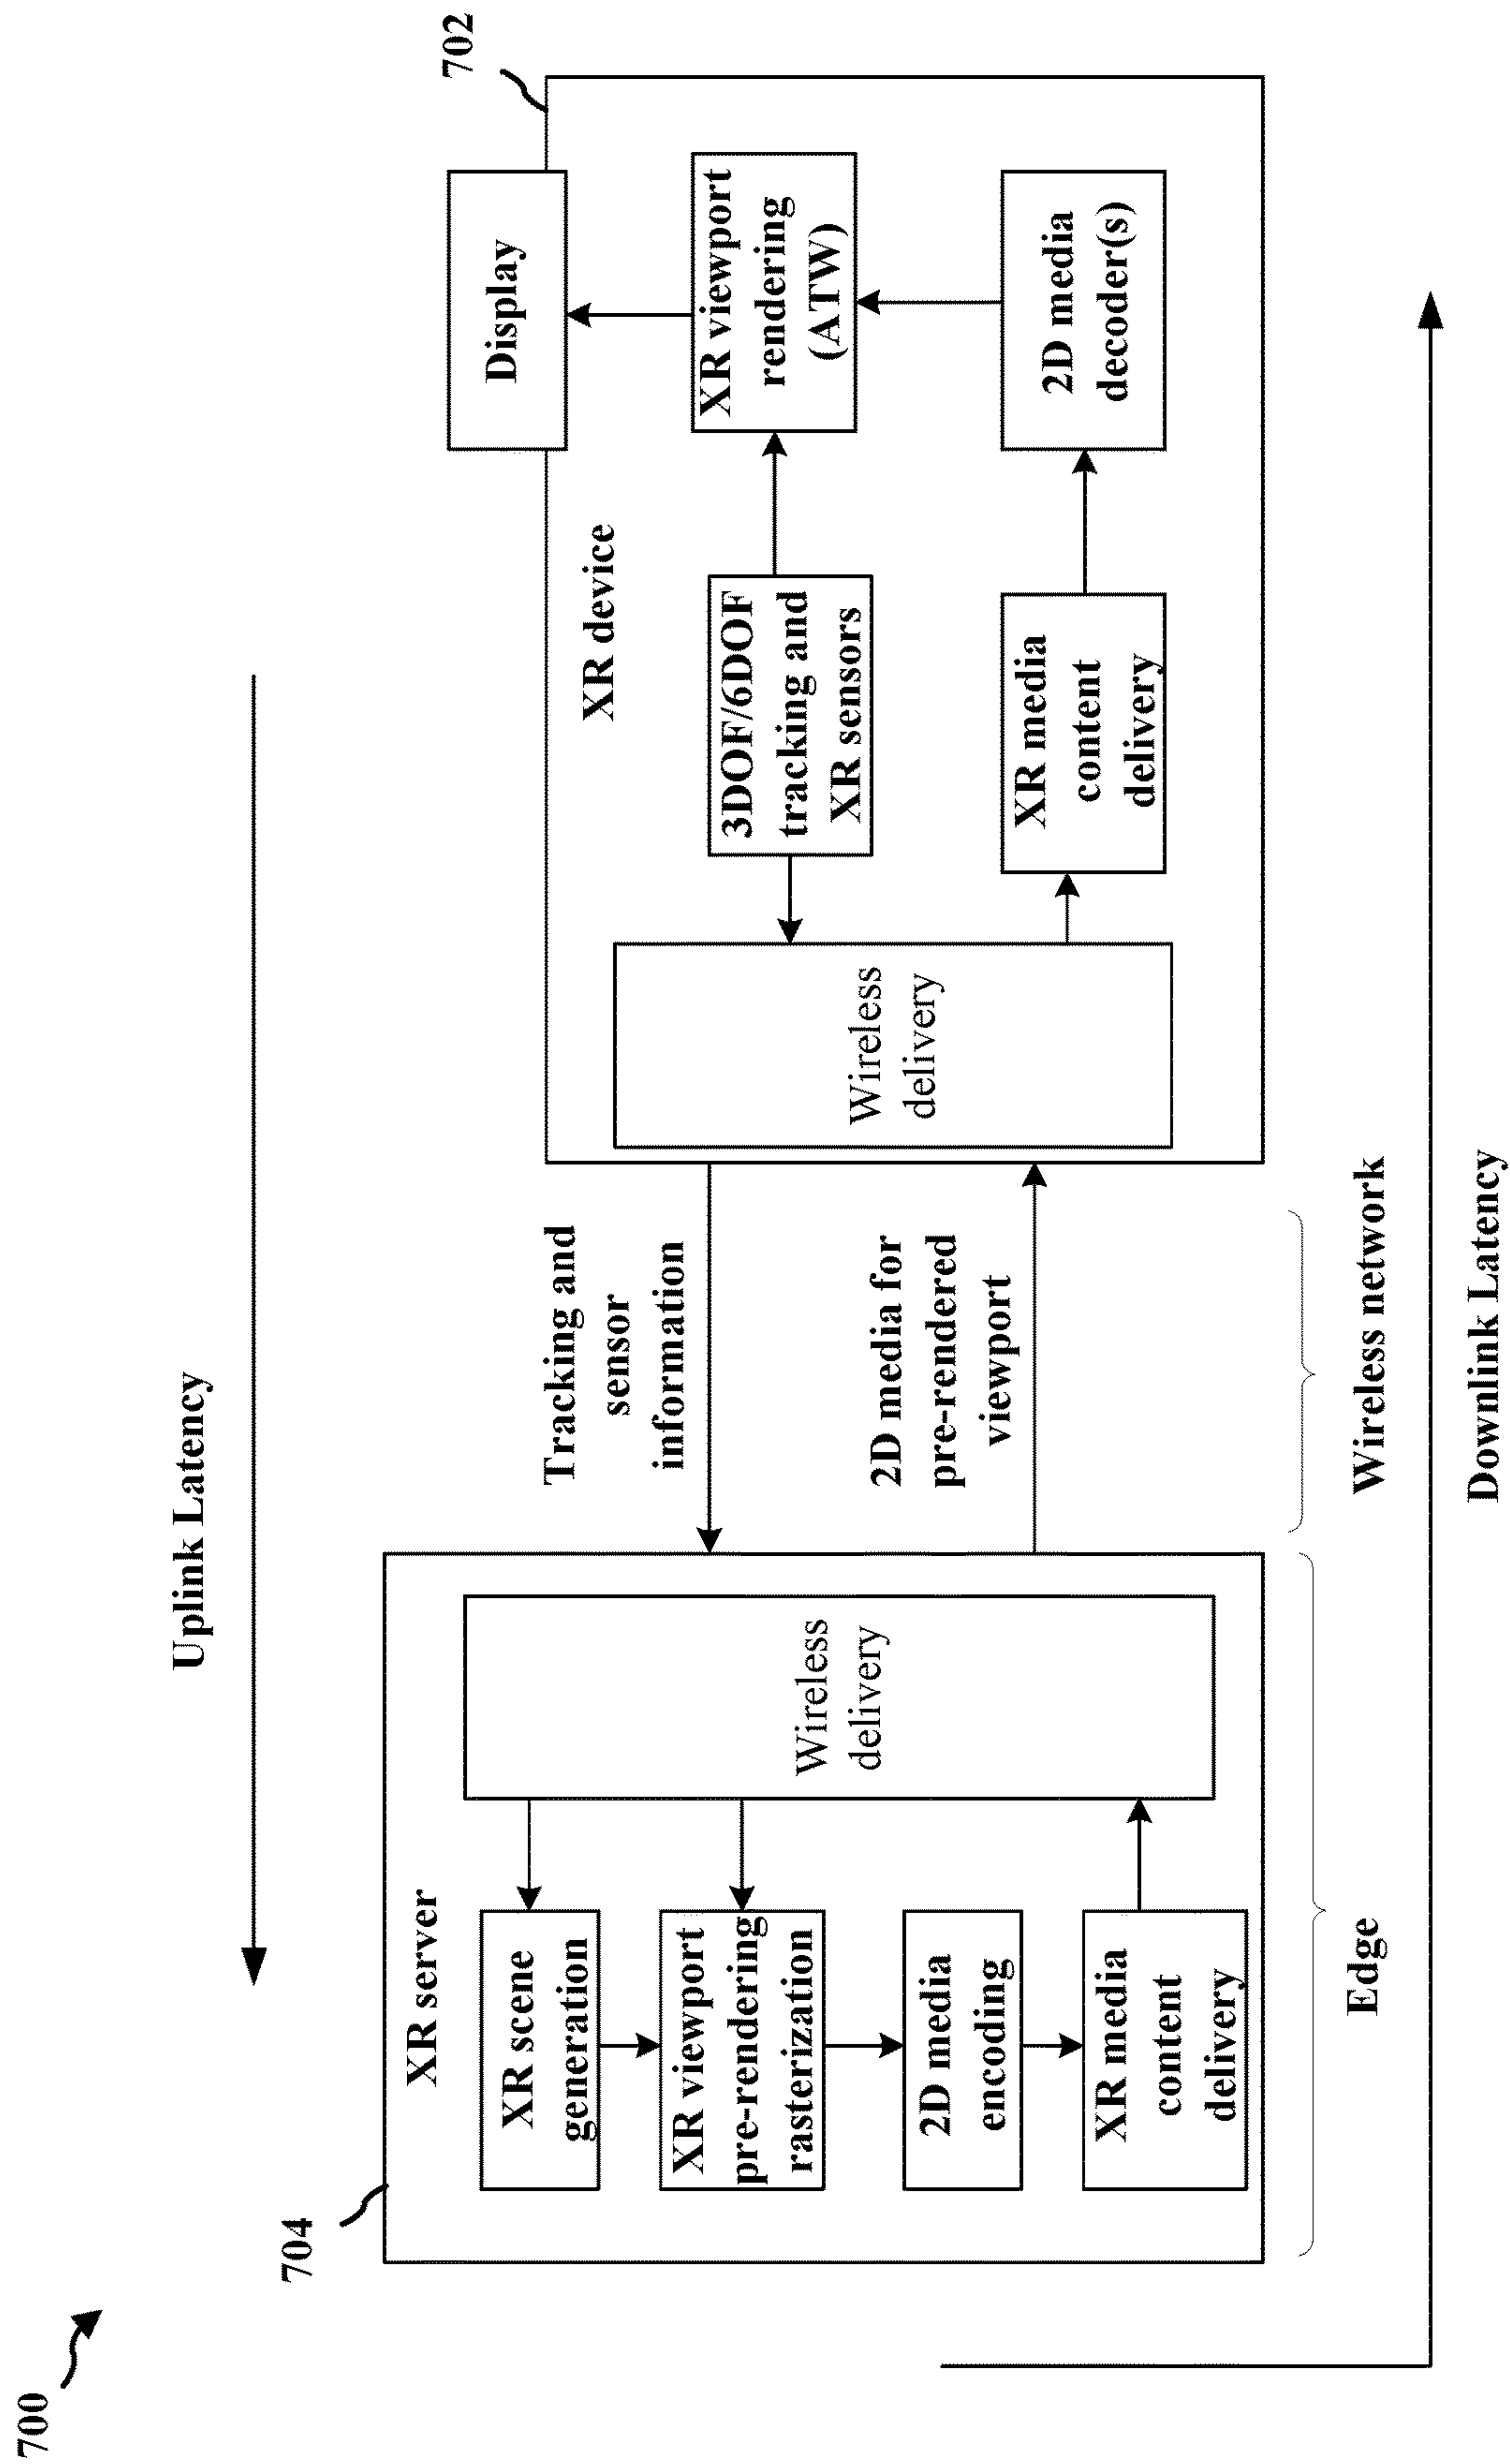 700
Uplink Latency
704
XR server
XR scene
generation
XR viewport
pre-rendering
rasterization
2D media
encoding
XR media
content
delivery
Wireless
delivery
Edge
Tracking and
sensor
information
2D media for
pre-rendered
viewport
Wireless network
702
XR device
Wireless
delivery
3DOF/6DOF
tracking and
XR sensors
XR media
content
delivery
Display
XR viewport
rendering
(ATW)
2D media
decoder(s)
Downlink Latency